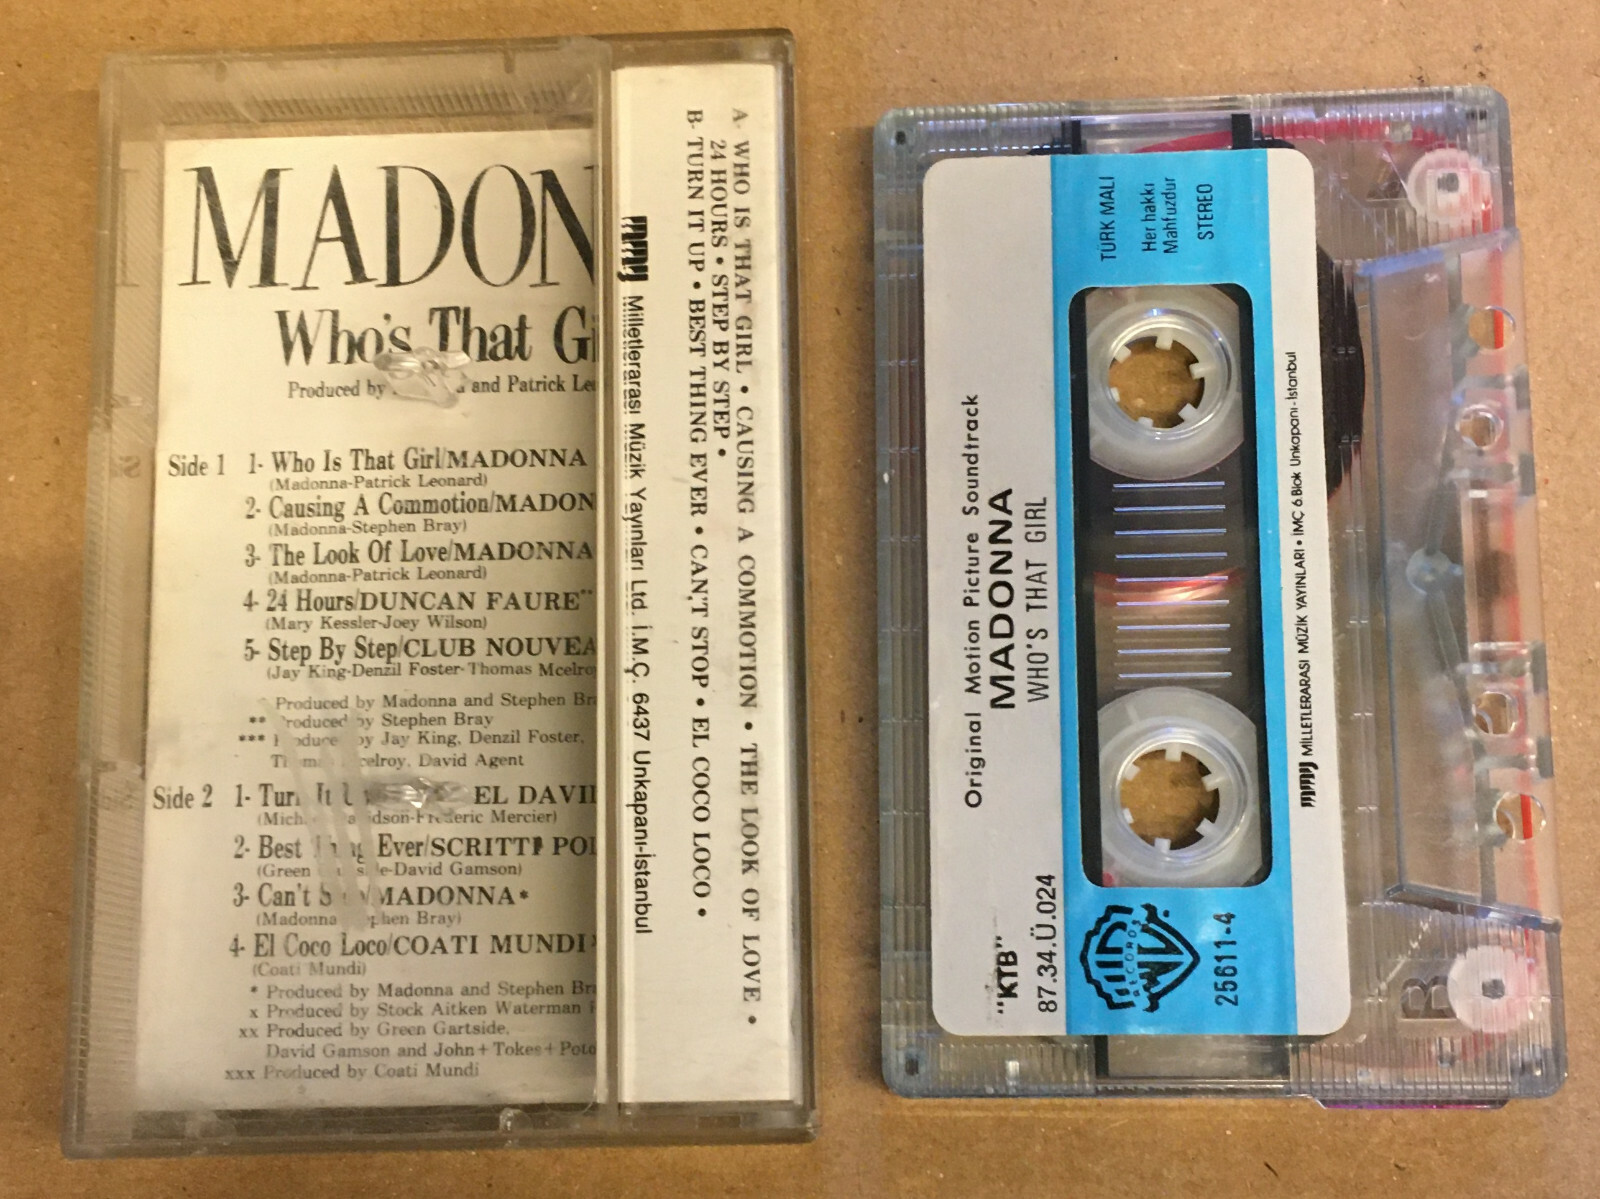 MADON
Who's That Gi
Produced by and Patrick Leo
Side 1 1- Who Is That Girl/MADONNA
(Madonna-Patrick Leonard)
2- Causing A Commotion/MADON
(Madonna-Stephen Bray)
3- The Look Of Love/MADONNA
(Madonna-Patrick Leonard)
4- 24 Hours/DUNCAN FAURE**
(Mary Kessler-Joey Wilson)
5- Step By Step/CLUB NOUVEA
(Jay King-Denzil Foster-Thomas Mcelro
Produced by Madonna and Stephen Br
** Produced by Stephen Bray
*** Produced by Jay King, Denzil Foster,
David Agent
Side 2 1- Turn It EL DAVI
2- Best Ever/SCRITTI POL
(Green David Gamson)
3- Can't MADONNA*
(Madonna Bray)
4- El Coco Loco/COATI MUNDI
(Coati Mundi)
* Produced by Madonna and Stephen Bra
x Produced by Stock Aitken Waterman
xx Produced by Green Gartside,
David Gamson and John+Tokes+Poto
xxx Produced by Coati Mundi
A- WHO IS THAT GIRL • CAUSING A COMMOTION • THE LOOK OF LOVE •
24 HOURS • STEP BY STEP •
B- TURN IT UP • BEST THING EVER • CAN'T STOP • EL COCO LOCO •
Milletlerarası Müzik Yayınları Ltd. İ.M.Ç. 6437 Unkapanı-İstanbul
Original Motion Picture Soundtrack
MADONNA
WHO'S THAT GIRL
"KTB"
87.34.Ü.024
TÜRK MALI
Her hakkı
Mahfuzdur
STEREO
RECORDS
25611-4
MİLLETLERARASI MÜZİK YAYINLARI • İMÇ 6.Blok Unkapanı-İstanbul
B